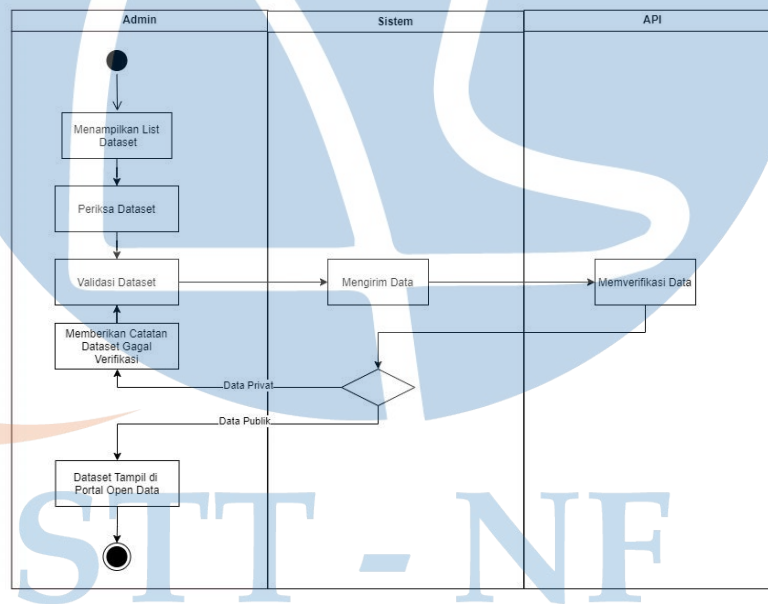 Admin
Sistem
API
Menampilkan List
Dataset
Periksa Dataset
Validasi Dataset
Mengirim Data
Memverifikasi Data
Memberikan Catatan
Dataset Gagal
Verifikasi
Data Privat
Data Publik
Dataset Tampil di
Portal Open Data
STT - NF